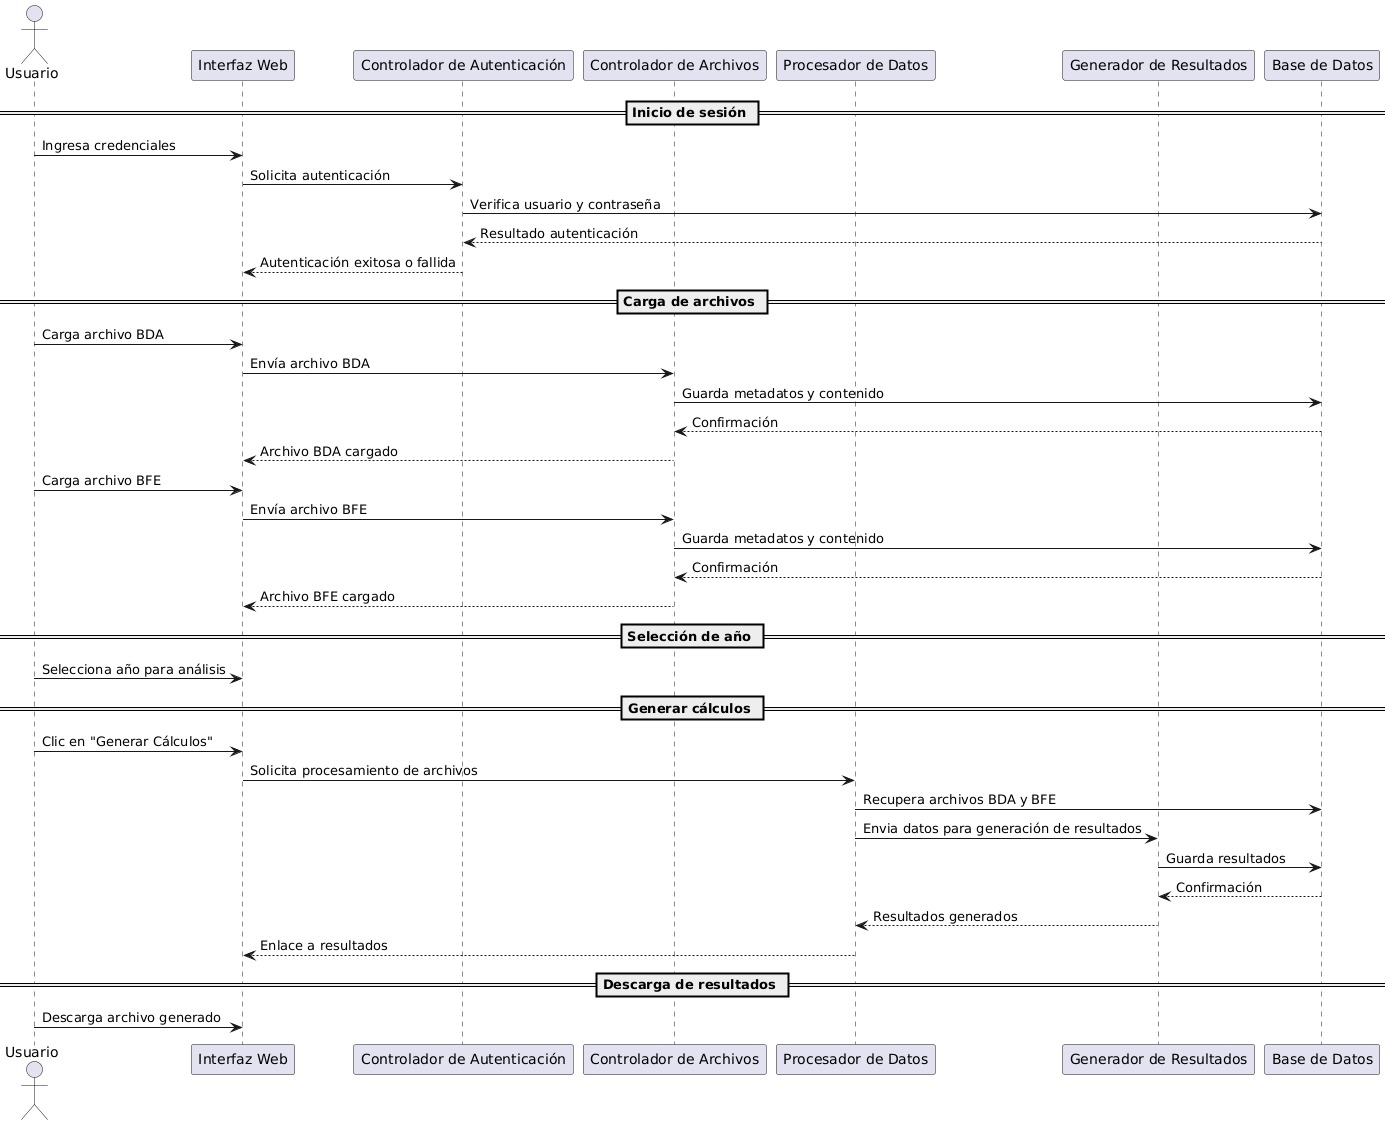 Usuario
Interfaz Web
Controlador de Autenticación
Controlador de Archivos
Procesador de Datos
Generador de Resultados
Base de Datos
Inicio de sesión
Ingresa credenciales
Solicita autenticación
Verifica usuario y contraseña
Resultado autenticación
Autenticación exitosa o fallida
Carga de archivos
Carga archivo BDA
Envía archivo BDA
Guarda metadatos y contenido
Confirmación
Archivo BDA cargado
Carga archivo BFE
Envía archivo BFE
Guarda metadatos y contenido
Confirmación
Archivo BFE cargado
Selección de año
Selecciona año para análisis
Generar cálculos
Clic en "Generar Cálculos"
Solicita procesamiento de archivos
Recupera archivos BDA y BFE
Envia datos para generación de resultados
Guarda resultados
Confirmación
Resultados generados
Enlace a resultados
Descarga de resultados
Descarga archivo generado
Usuario
Interfaz Web
Controlador de Autenticación
Controlador de Archivos
Procesador de Datos
Generador de Resultados
Base de Datos